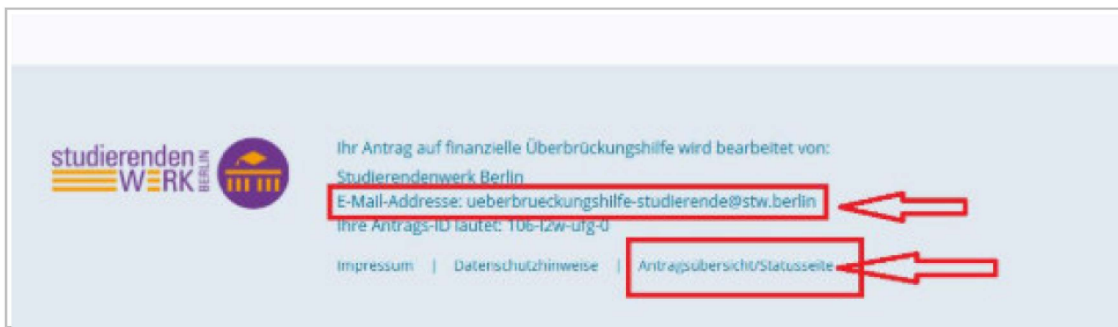 studierenden
WERK BERLIN
Ihr Antrag auf finanzielle Überbrückungshilfe wird bearbeitet von:
Studierendenwerk Berlin
E-Mail-Addresse: ueberbrueckungshilfe-studierende@stw.berlin
Ihre Antrags-ID lautet: 106-l2w-ufg-0
Impressum | Datenschutzhinweise | Antragsübersicht/Statusseite